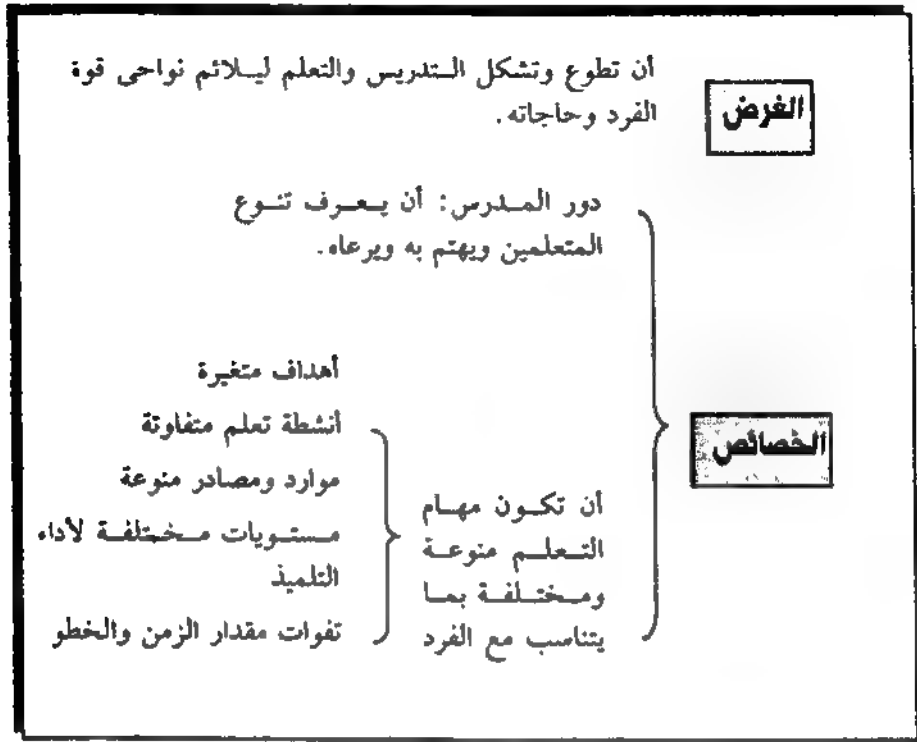 الغرض
أن تطوع وتشكل التدريس والتعلم ليلائم نواحى قوة
الفرد وحاجاته.
الخصائص
دور المدرس: أن يعرف تنوع
المتعلمين ويهتم به ويرعاه.
أن تكون مهام
التعلم منوعة
ومختلفة بما
يتناسب مع الفرد
أهداف متغيرة
أنشطة تعلم متفاوتة
موارد ومصادر منوعة
مستويات مختلفة لأداء
التلميذ
تفوات مقدار الزمن والخطو